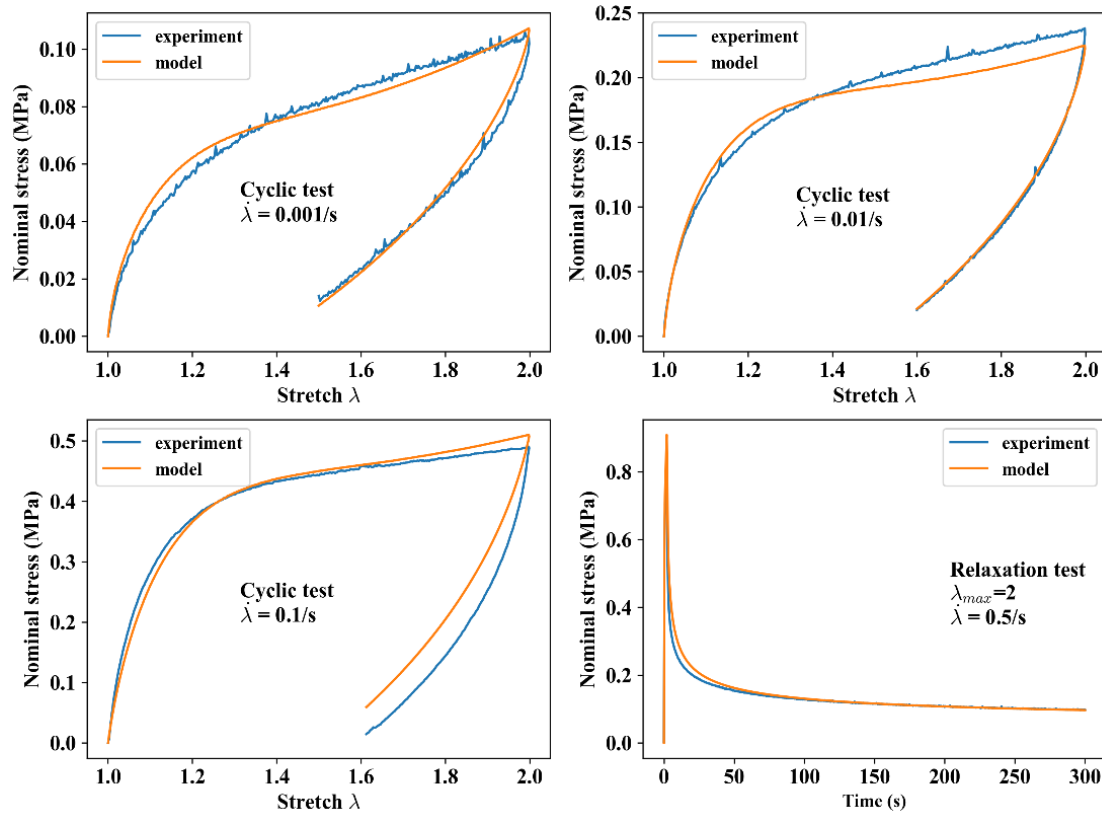 experiment
model
Cyclic test
λ̇ = 0.001/s
Nominal stress (MPa)
0.10
0.08
0.06
0.04
0.02
0.00
1.0 1.2 1.4 1.6 1.8 2.0
Stretch λ
experiment
model
Cyclic test
λ̇ = 0.01/s
Nominal stress (MPa)
0.25
0.20
0.15
0.10
0.05
0.00
1.0 1.2 1.4 1.6 1.8 2.0
Stretch λ
experiment
model
Cyclic test
λ̇ = 0.1/s
Nominal stress (MPa)
0.5
0.4
0.3
0.2
0.1
0.0
1.0 1.2 1.4 1.6 1.8 2.0
Stretch λ
experiment
model
Relaxation test
λmax=2
λ̇ = 0.5/s
Nominal stress (MPa)
0.8
0.6
0.4
0.2
0.0
0 50 100 150 200 250 300
Time (s)